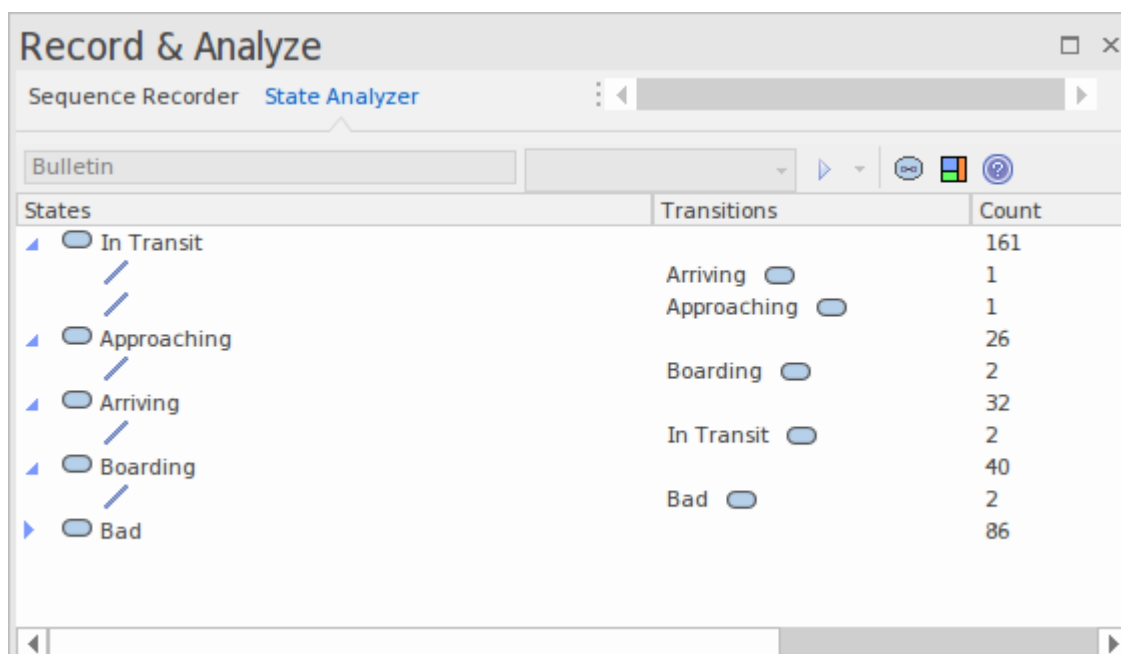 Record & Analyze
Sequence Recorder State Analyzer
Bulletin
States Transitions Count
In Transit 161
Arriving 1
Approaching 1
Approaching 26
Boarding 2
Arriving 32
In Transit 2
Boarding 40
Bad 2
Bad 86